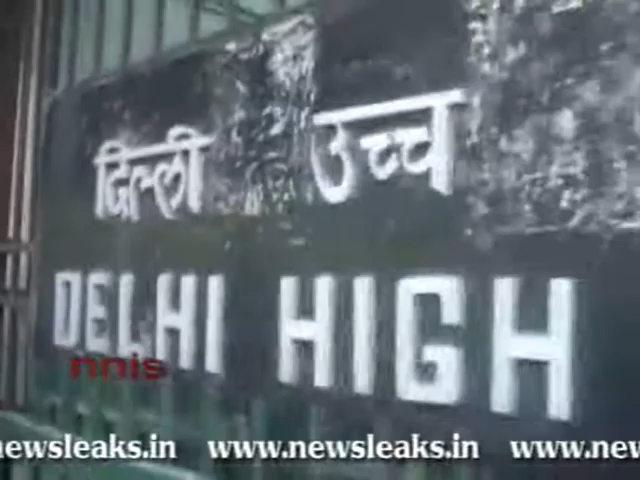 दिल्ली उच्च
DELHI HIGH
nnis
newsleaks.in www.newsleaks.in www.new